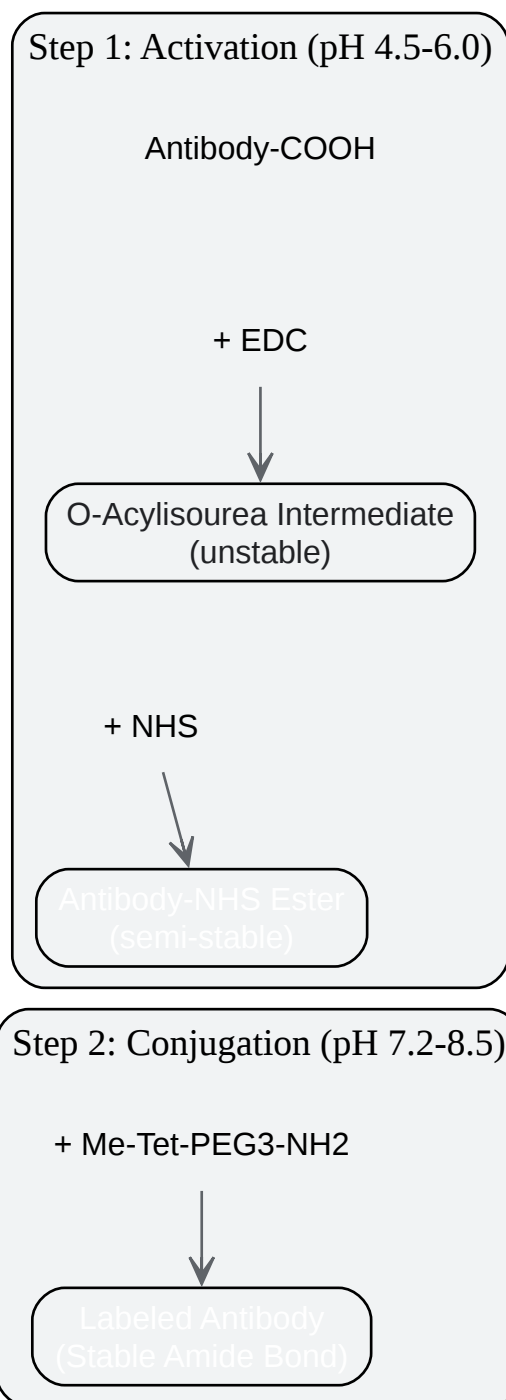 Step 1: Activation (pH 4.5-6.0)
Antibody-COOH
+ EDC
O-Acylisourea Intermediate
(unstable)
+ NHS
Antibody-NHS Ester
(semi-stable)
Step 2: Conjugation (pH 7.2-8.5)
+ Me-Tet-PEG3-NH2
Labeled Antibody
(Stable Amide Bond)